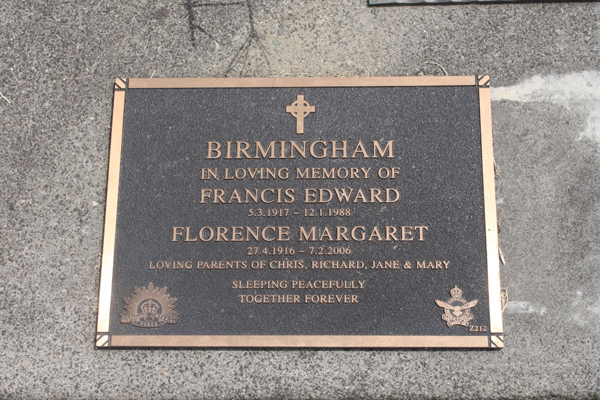 BIRMINGHAM
IN LOVING MEMORY OF
FRANCIS EDWARD
5.3.1917 – 12.1.1988
FLORENCE MARGARET
27.4.1916 – 7.2.2006
LOVING PARENTS OF CHRIS, RICHARD, JANE & MARY
SLEEPING PEACEFULLY
TOGETHER FOREVER
Z212